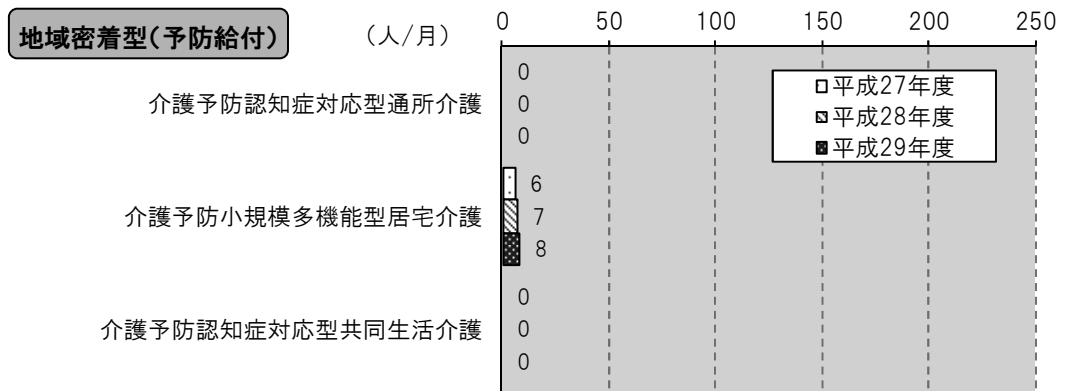 地域密着型(予防給付) (人/月)
0 50 100 150 200 250
平成27年度
平成28年度
平成29年度
介護予防認知症対応型通所介護
0
0
0
介護予防小規模多機能型居宅介護
6
7
8
介護予防認知症対応型共同生活介護
0
0
0